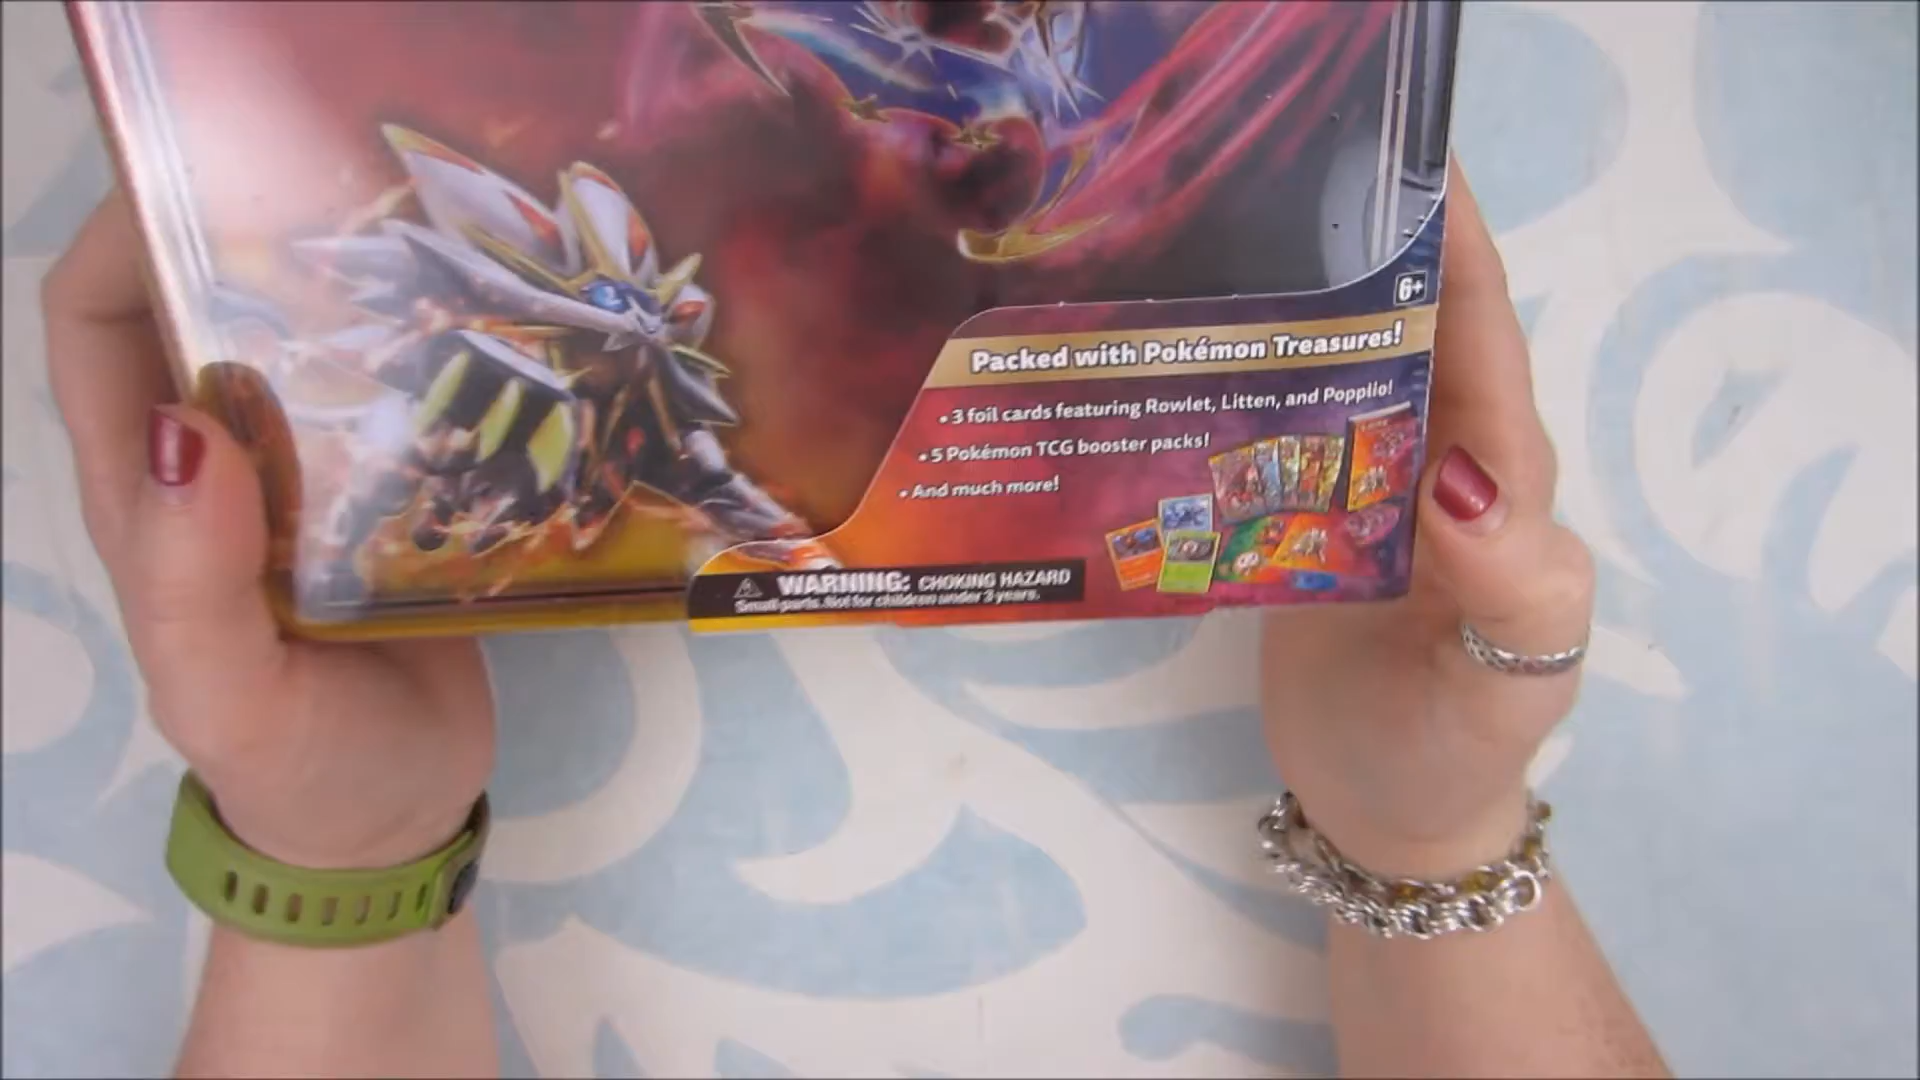 6+
Packed with Pokémon Treasures!
• 3 foil cards featuring Rowlet, Litten, and Popplio!
• 5 Pokémon TCG booster packs!
• And much more!
WARNING: CHOKING HAZARD
Small parts. Not for children under 3 years.